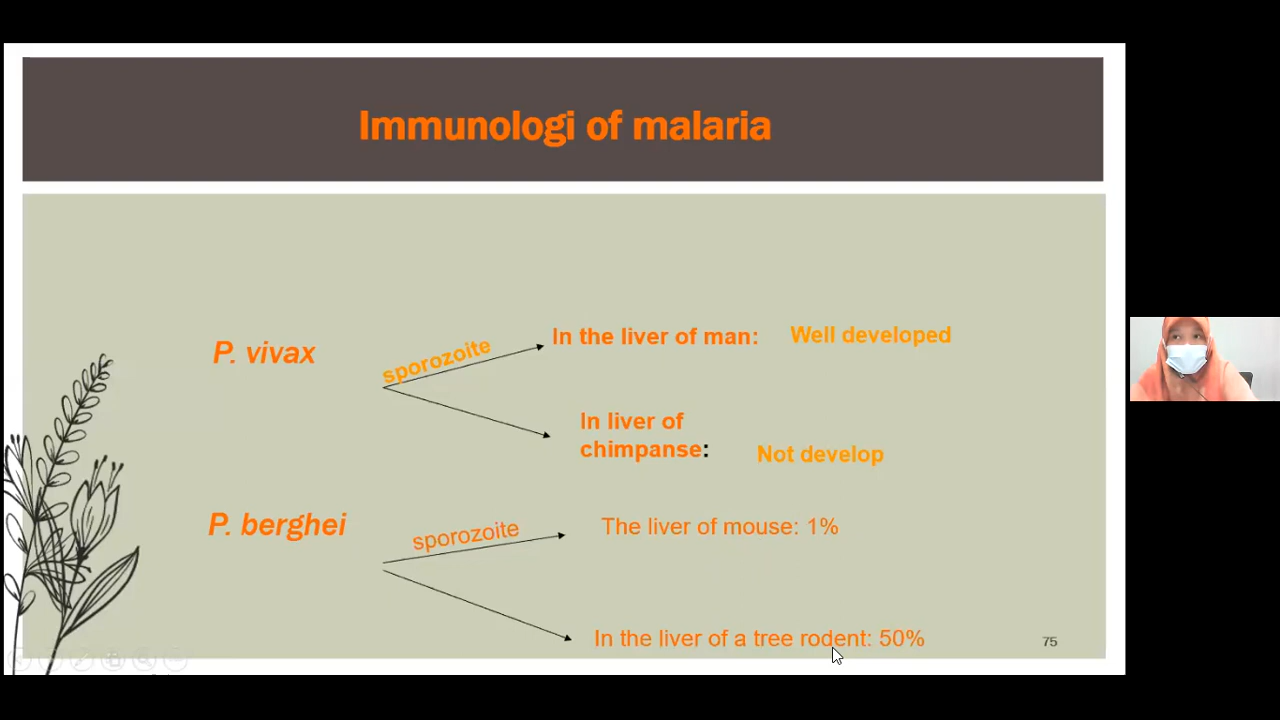 Immunologi of malaria
P. vivax
sporozoite
In the liver of man:
Well developed
In liver of
chimpanse:
Not develop
P. berghei
sporozoite
The liver of mouse: 1%
In the liver of a tree rodent: 50%
75